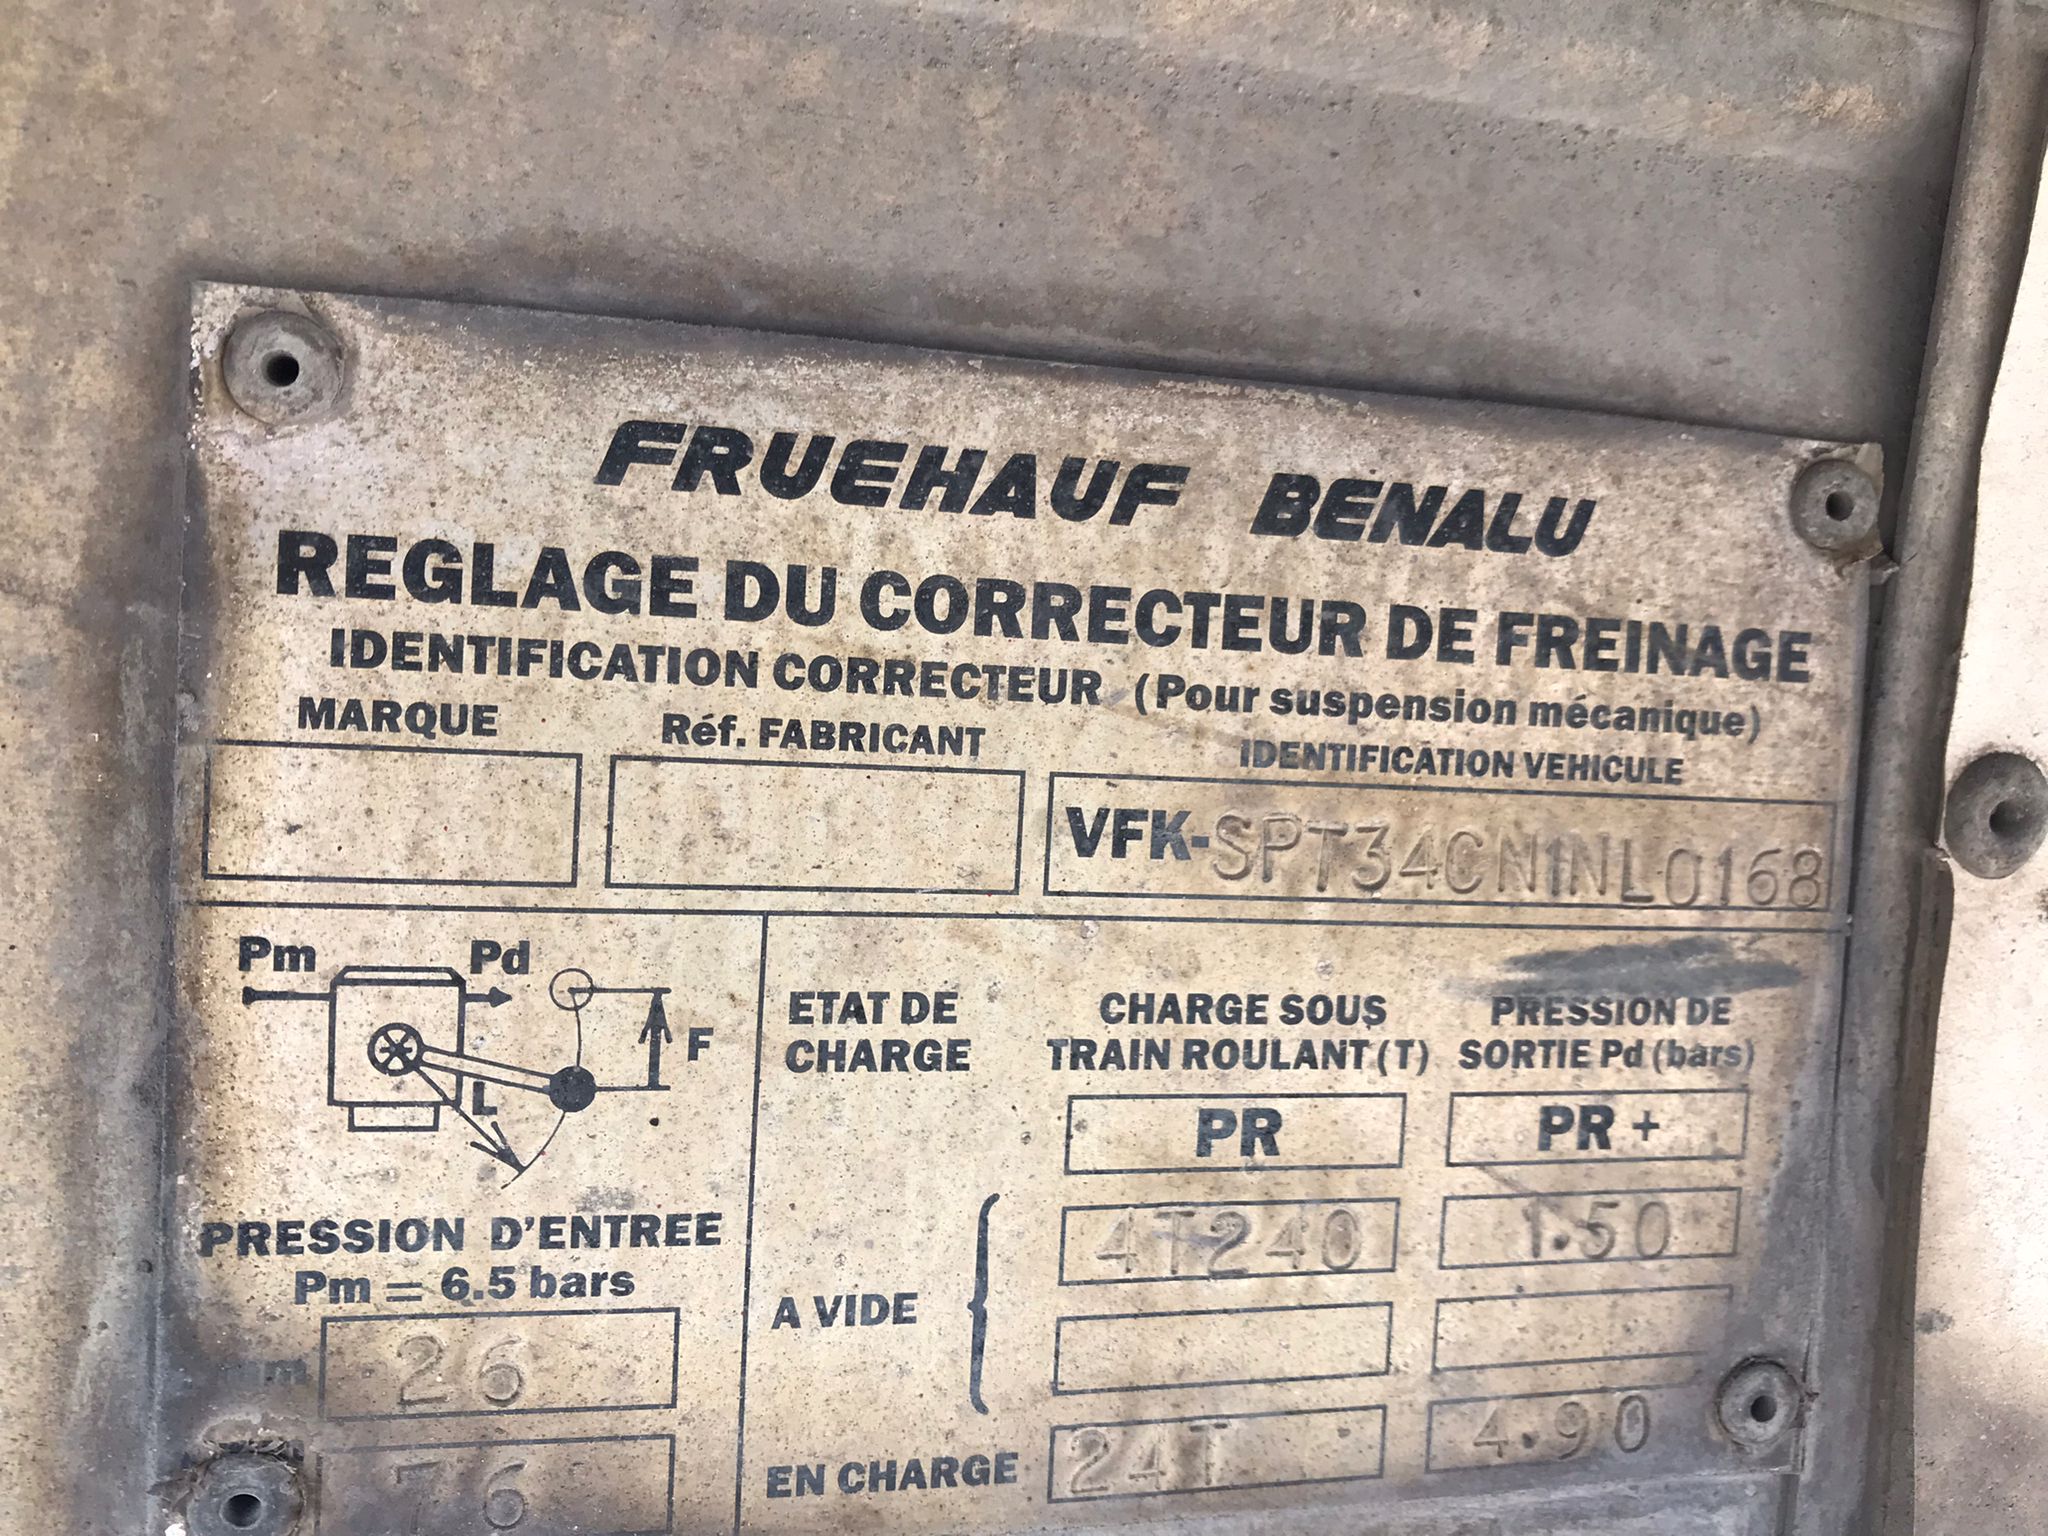 FRUEHAUF BENALU
REGLAGE DU CORRECTEUR DE FREINAGE
IDENTIFICATION CORRECTEUR (Pour suspension mécanique)
MARQUE Réf. FABRICANT IDENTIFICATION VEHICULE
VFK-SPT34CN1NL0168
Pm Pd
F
L
ETAT DE CHARGE SOUS PRESSION DE
CHARGE TRAIN ROULANT (T) SORTIE Pd (bars)
PR PR +
4T240 1.50
PRESSION D'ENTREE
Pm = 6.5 bars
A VIDE
26
EN CHARGE 24T 4.90
76